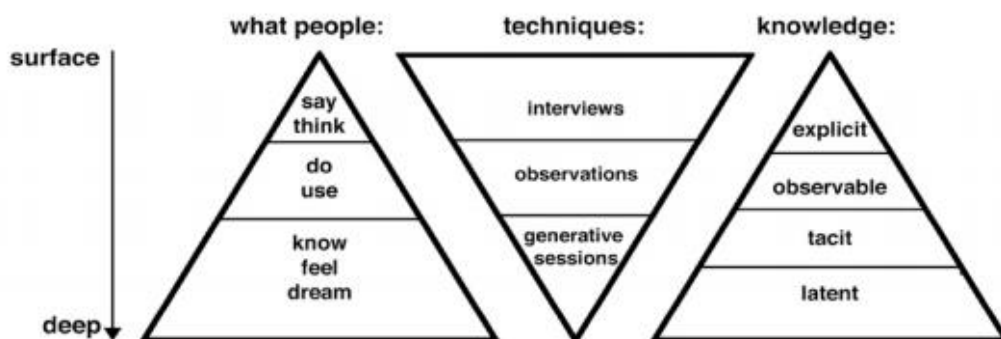 what people:
techniques:
knowledge:
surface
say
think
do
use
know
feel
dream
interviews
observations
generative
sessions
explicit
observable
tacit
latent
deep